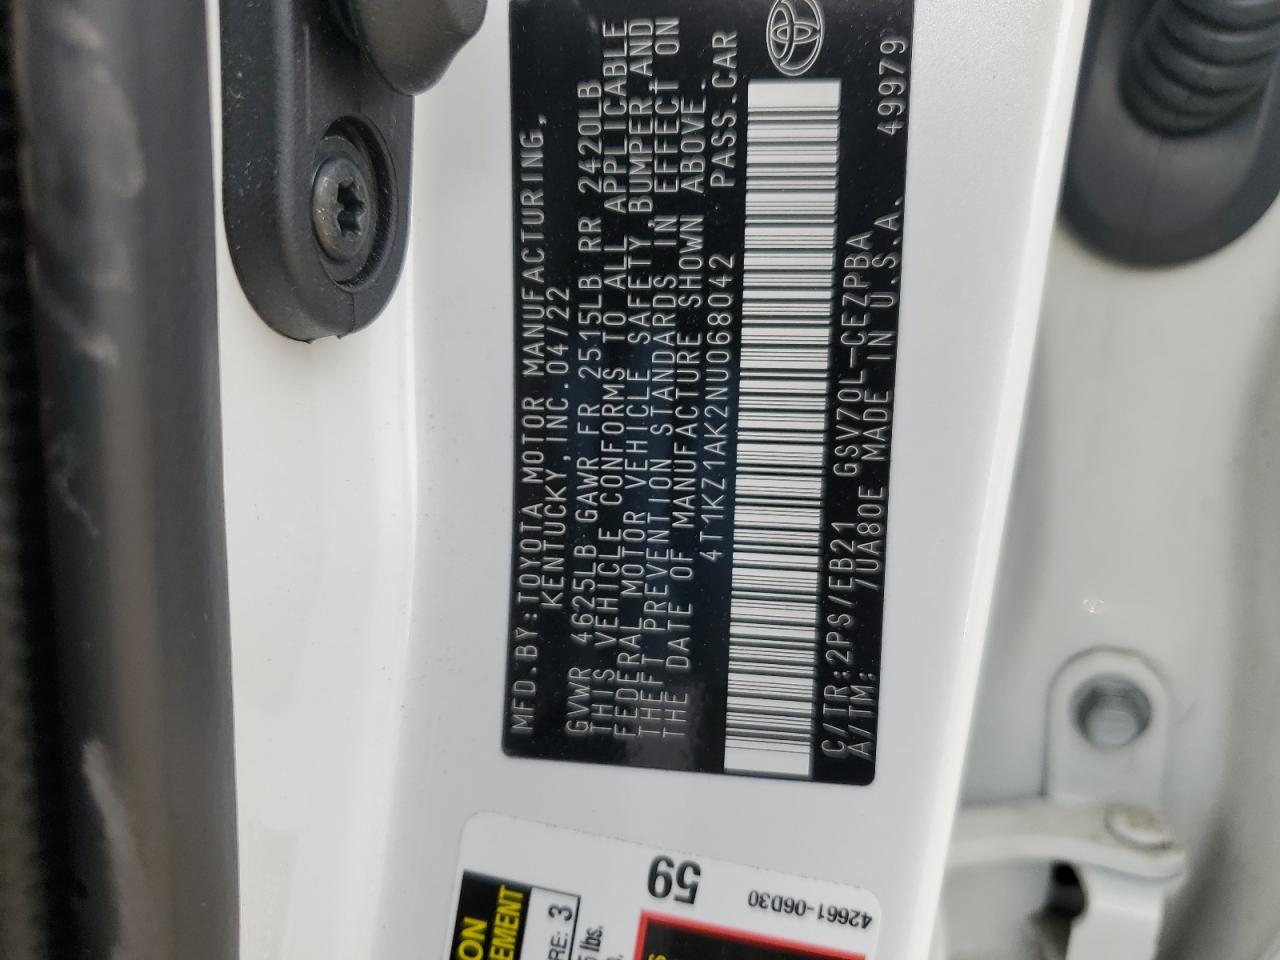 MFD.BY:TOYOTA MOTOR MANUFACTURING,
KENTUCKY,INC.04/22
GVWR 4625LB GAWR FR 2515LB RR 2420LB
THIS VEHICLE CONFORMS TO ALL APPLICABLE
FEDERAL MOTOR VEHICLE SAFETY,BUMPER,AND
THEFT PREVENTION STANDARDS IN EFFECT ON
THE DATE OF MANUFACTURE SHOWN ABOVE.
4T1KZ1AK2NU068042 PASS.CAR
C/TR:2PS/EB21 GSV70L-CEZPBA 49979
A/TM: /UA80E MADE IN U.S.A.
59
42661-06D30